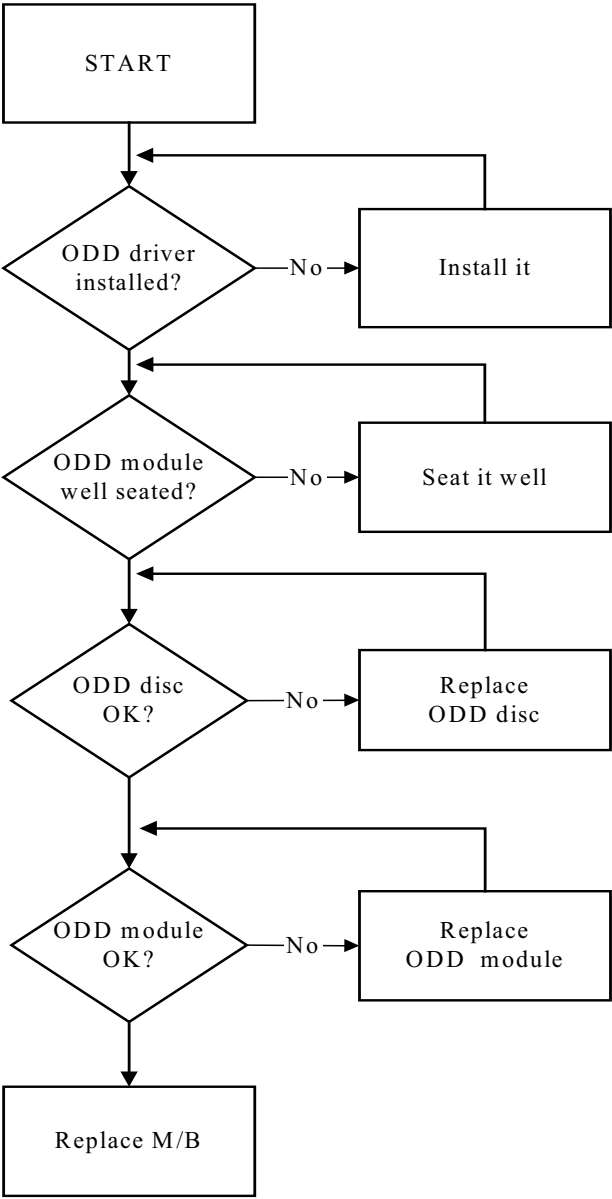 START
ODD driver
installed?
No
Install it
ODD module
well seated?
No
Seat it well
ODD disc
OK?
No
Replace
ODD disc
ODD module
OK?
No
Replace
ODD module
Replace M/B